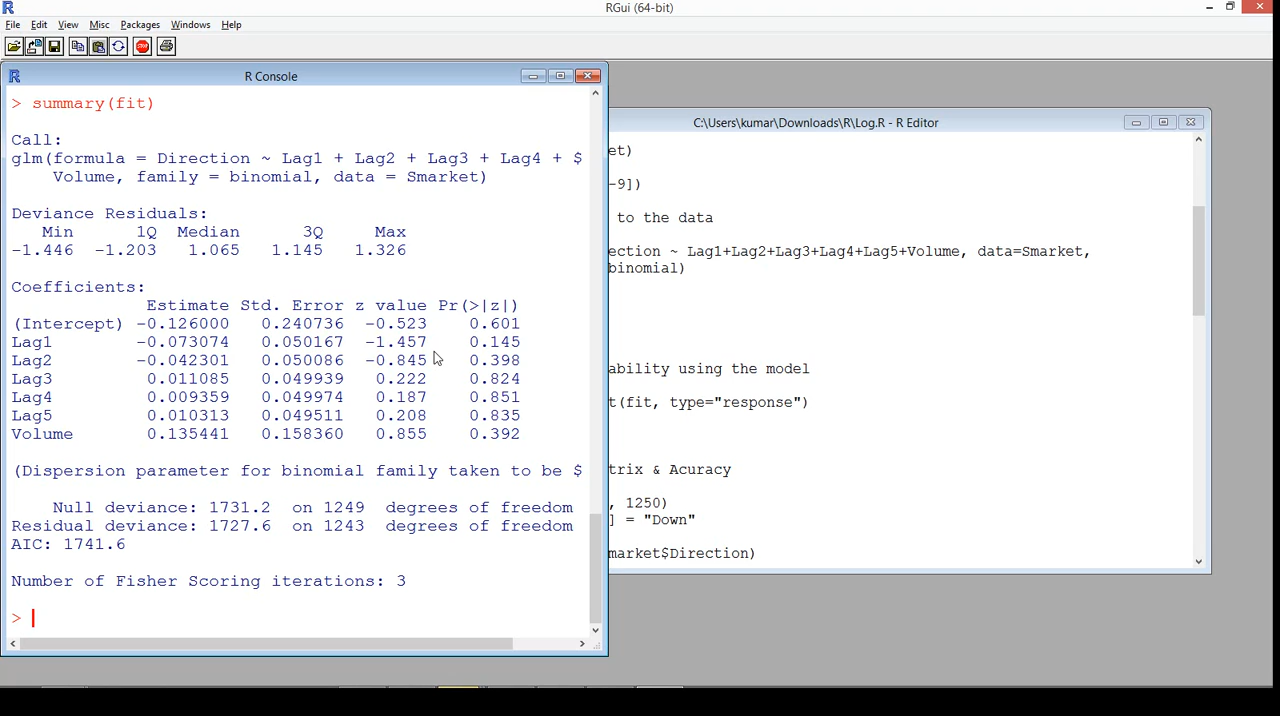 RGui (64-bit)
File Edit View Misc Packages Windows Help
STOP
R Console
> summary(fit)
Call:
glm(formula = Direction ~ Lag1 + Lag2 + Lag3 + Lag4 + $
Volume, family = binomial, data = Smarket)
Deviance Residuals:
Min 1Q Median 3Q Max
-1.446 -1.203 1.065 1.145 1.326
Coefficients:
Estimate Std. Error z value Pr(>|z|)
(Intercept) -0.126000 0.240736 -0.523 0.601
Lag1 -0.073074 0.050167 -1.457 0.145
Lag2 -0.042301 0.050086 -0.845 0.398
Lag3 0.011085 0.049939 0.222 0.824
Lag4 0.009359 0.049974 0.187 0.851
Lag5 0.010313 0.049511 0.208 0.835
Volume 0.135441 0.158360 0.855 0.392
(Dispersion parameter for binomial family taken to be $
Null deviance: 1731.2 on 1249 degrees of freedom
Residual deviance: 1727.6 on 1243 degrees of freedom
AIC: 1741.6
Number of Fisher Scoring iterations: 3
>
C:\Users\kumar\Downloads\R\Log.R - R Editor
et)
-9])
to the data
ection ~ Lag1+Lag2+Lag3+Lag4+Lag5+Volume, data=Smarket,
binomial)
ability using the model
t(fit, type="response")
trix & Acuracy
, 1250)
] = "Down"
market$Direction)